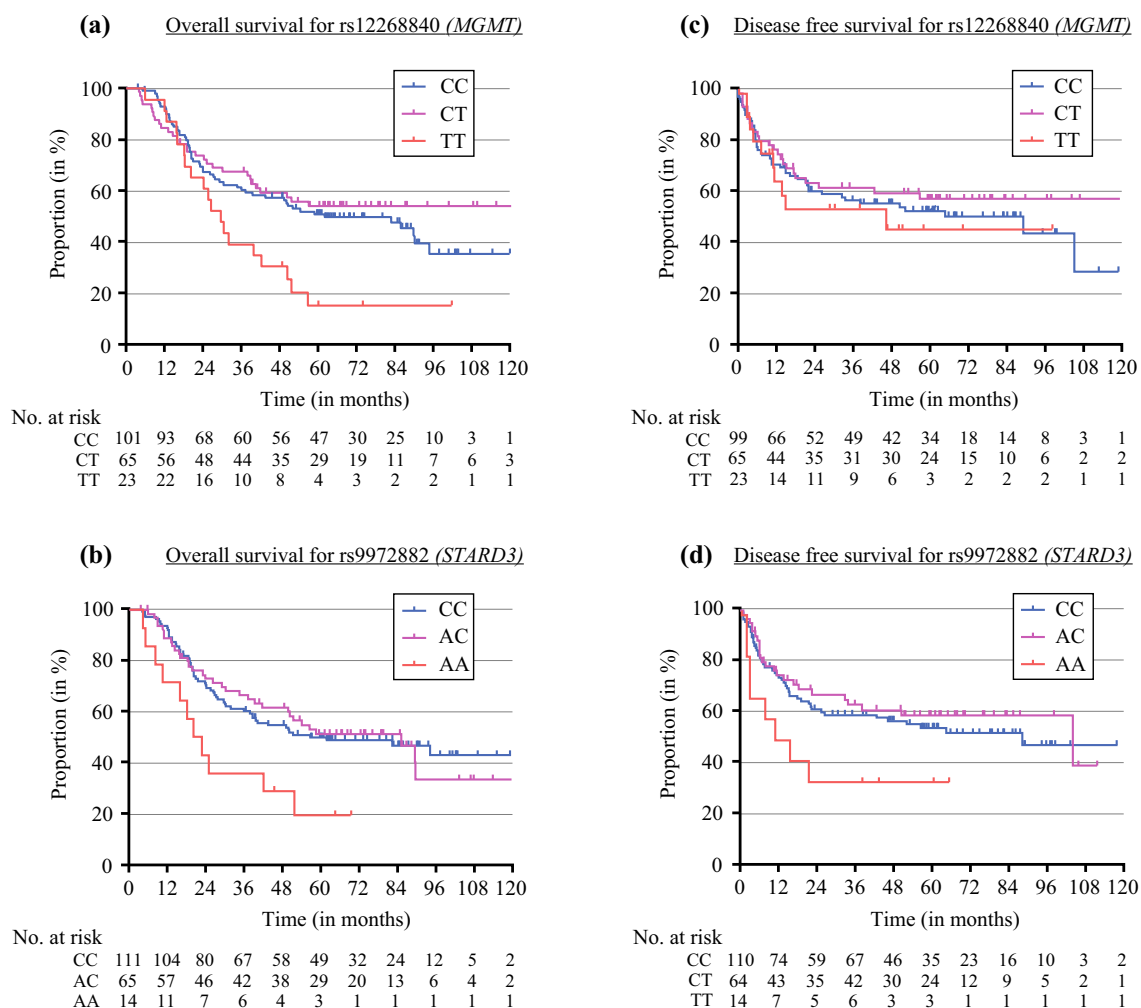 (a) Overall survival for rs12268840 (MGMT)
Proportion (in %)
100
80
60
40
20
0
CC
CT
TT
0 12 24 36 48 60 72 84 96 108 120
Time (in months)
No. at risk
CC 101 93 68 60 56 47 30 25 10 3 1
CT 65 56 48 44 35 29 19 11 7 6 3
TT 23 22 16 10 8 4 3 2 2 1 1
(c) Disease free survival for rs12268840 (MGMT)
Proportion (in %)
100
80
60
40
20
0
CC
CT
TT
0 12 24 36 48 60 72 84 96 108 120
Time (in months)
No. at risk
CC 99 66 52 49 42 34 18 14 8 3 1
CT 65 44 35 31 30 24 15 10 6 2 2
TT 23 14 11 9 6 3 2 2 2 1 1
(b) Overall survival for rs9972882 (STARD3)
Proportion (in %)
100
80
60
40
20
0
CC
AC
AA
0 12 24 36 48 60 72 84 96 108 120
Time (in months)
No. at risk
CC 111 104 80 67 58 49 32 24 12 5 2
AC 65 57 46 42 38 29 20 13 6 4 2
AA 14 11 7 6 4 3 1 1 1 1 1
(d) Disease free survival for rs9972882 (STARD3)
Proportion (in %)
100
80
60
40
20
0
CC
AC
AA
0 12 24 36 48 60 72 84 96 108 120
Time (in months)
No. at risk
CC 110 74 59 67 46 35 23 16 10 3 2
CT 64 43 35 42 30 24 12 9 5 2 1
TT 14 7 5 6 3 3 1 1 1 1 1